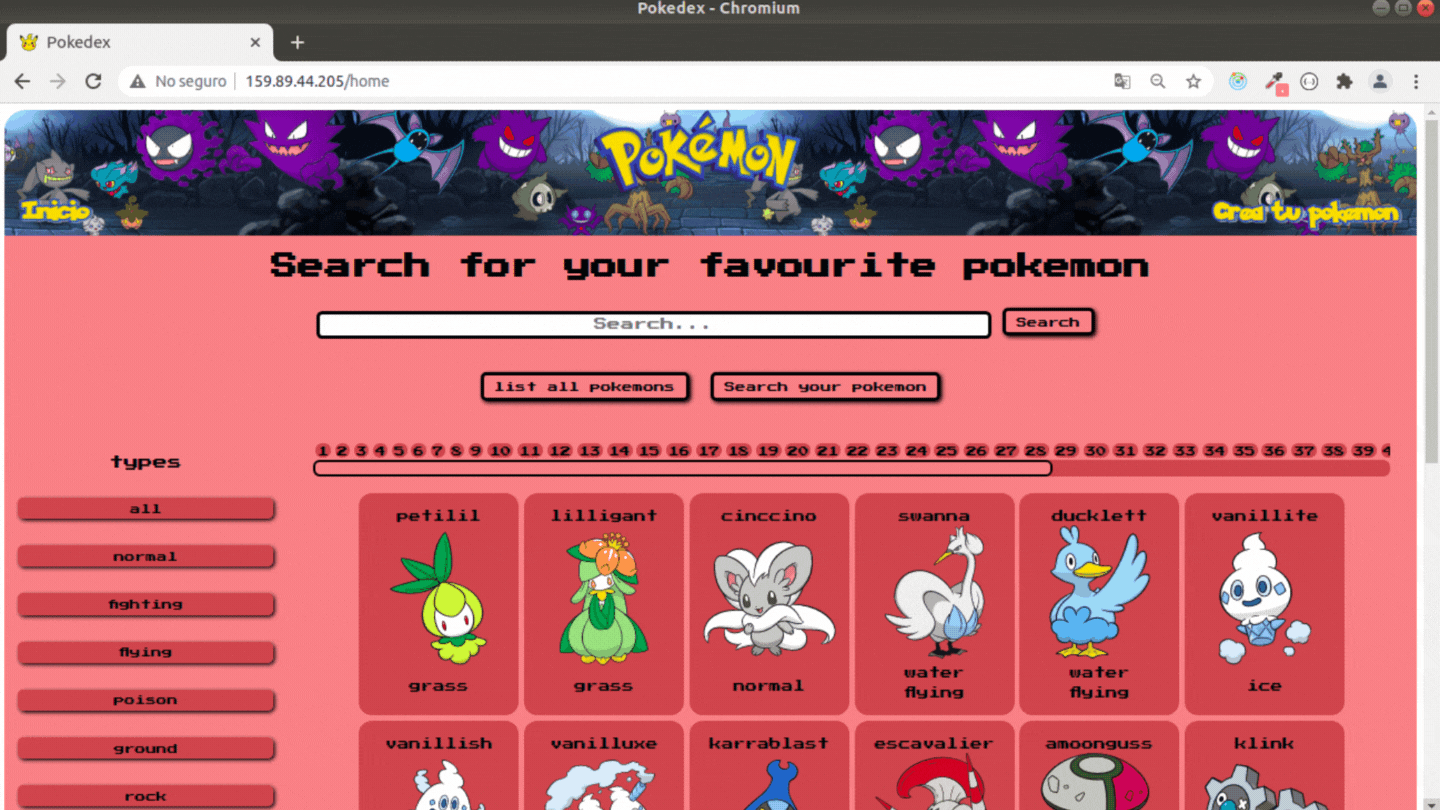 Pokedex - Chromium
Pokedex
No seguro 159.89.44.205/home
POKÉMON
Inicio
Crea tu pokemon
Search for your favourite pokemon
Search...
Search
list all pokemons
Search your pokemon
1 2 3 4 5 6 7 8 9 10 11 12 13 14 15 16 17 18 19 20 21 22 23 24 25 26 27 28 29 30 31 32 33 34 35 36 37 38 39
types
all
normal
fighting
flying
poison
ground
rock
petilil
grass
lilligant
grass
cinccino
normal
swanna
water
flying
ducklett
water
flying
vanillite
ice
vanillish
vanilluxe
karrablast
escavalier
amoonguss
klink